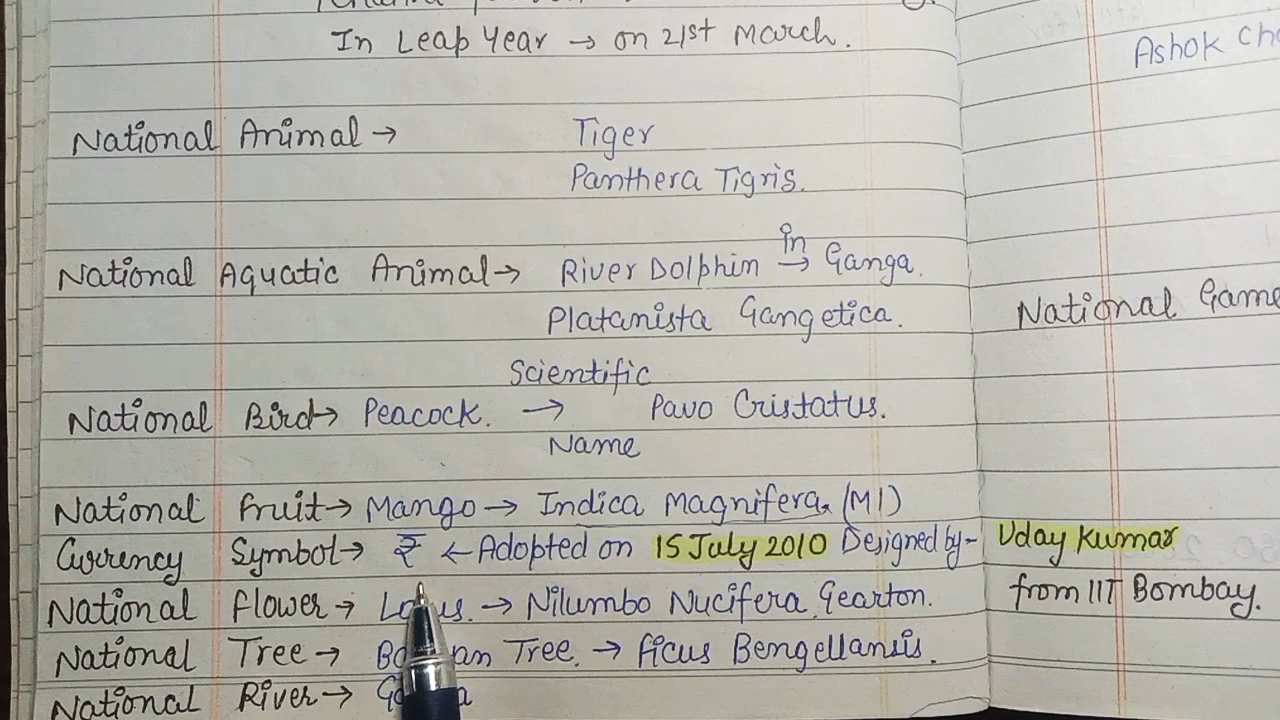 In Leap Year → on 21st March.
Ashok
National Animal → Tiger
Panthera Tigris.
National Aquatic Animal → River Dolphin in → Ganga.
Platanista Gangetica.
National Game
Scientific
National Bird → Peacock. → Pavo Cristatus.
Name
National Fruit → Mango → Indica Magnifera. (MI)
Currency Symbol → ₹ ← Adopted on 15 July 2010 Designed by - Uday Kumar
from IIT Bombay.
National Flower → → Nilumbo Nucifera Gearton.
National Tree → Tree. → Ficus Bengellansis.
National River →